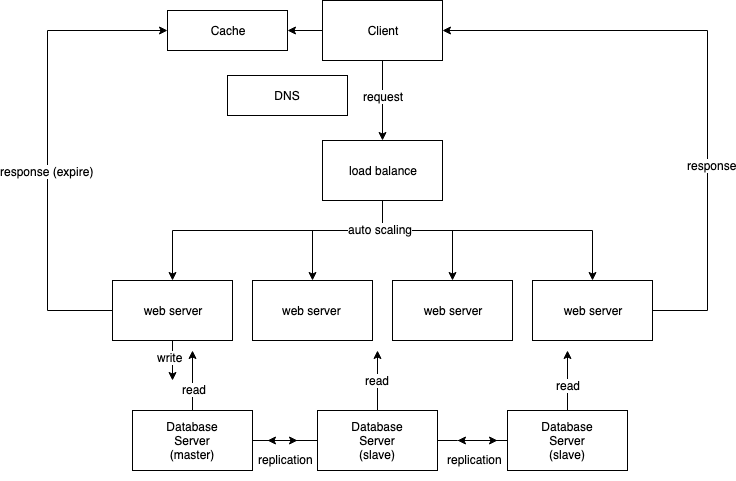 Cache
Client
DNS
request
response (expire)
response
load balance
auto scaling
web server
web server
web server
web server
write
read
read
read
Database
Server
(master)
Database
Server
(slave)
Database
Server
(slave)
replication
replication